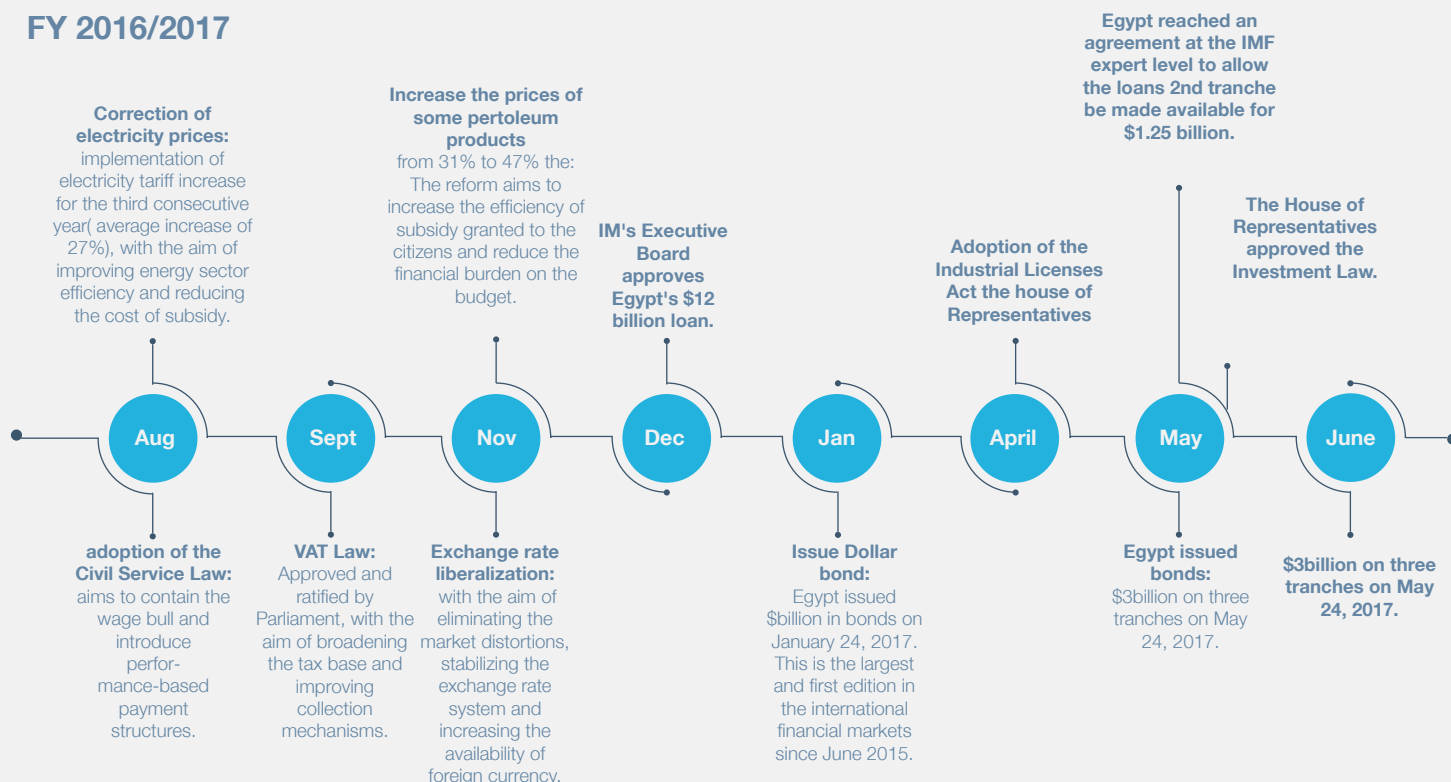 FY 2016/2017
Correction of
electricity prices:
implementation of
electricity tariff increase
for the third consecutive
year( average increase of
27%), with the aim of
improving energy sector
efficiency and reducing
the cost of subsidy.
Increase the prices of
some pertoleum
products
from 31% to 47% the:
The reform aims to
increase the efficiency of
subsidy granted to the
citizens and reduce the
financial burden on the
budget.
IM's Executive
Board
approves
Egypt's $12
billion loan.
Adoption of the
Industrial Licenses
Act the house of
Representatives
Egypt reached an
agreement at the IMF
expert level to allow
the loans 2nd tranche
be made available for
$1.25 billion.
The House of
Representatives
approved the
Investment Law.
Aug
Sept
Nov
Dec
Jan
April
May
June
adoption of the
Civil Service Law:
aims to contain the
wage bull and
introduce
perfor-
mance-based
payment
structures.
VAT Law:
Approved and
ratified by
Parliament, with the
aim of broadening
the tax base and
improving
collection
mechanisms.
Exchange rate
liberalization:
with the aim of
eliminating the
market distortions,
stabilizing the
exchange rate
system and
increasing the
availability of
foreign currency.
Issue Dollar
bond:
Egypt issued
$billion in bonds on
January 24, 2017.
This is the largest
and first edition in
the international
financial markets
since June 2015.
Egypt issued
bonds:
$3billion on three
tranches on May
24, 2017.
$3billion on three
tranches on May
24, 2017.